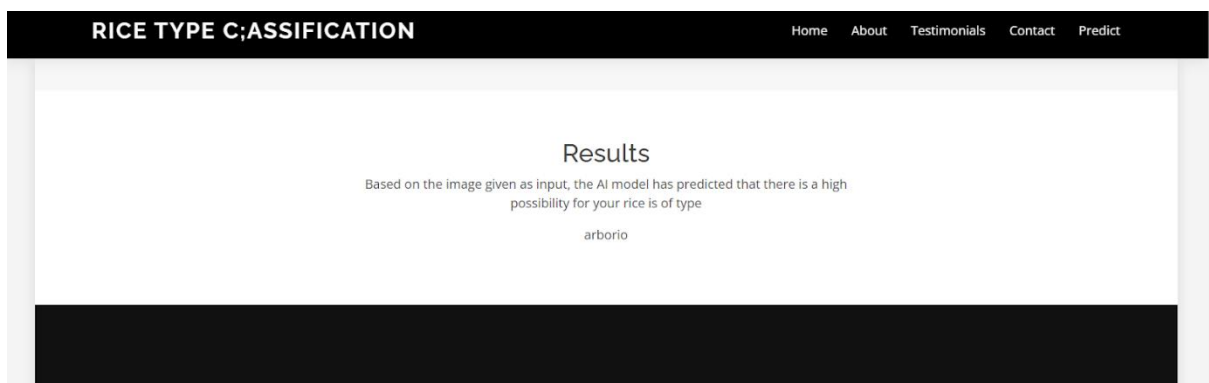 RICE TYPE C;ASSIFICATION
Home About Testimonials Contact Predict
Results
Based on the image given as input, the AI model has predicted that there is a high
possibility for your rice is of type
arborio